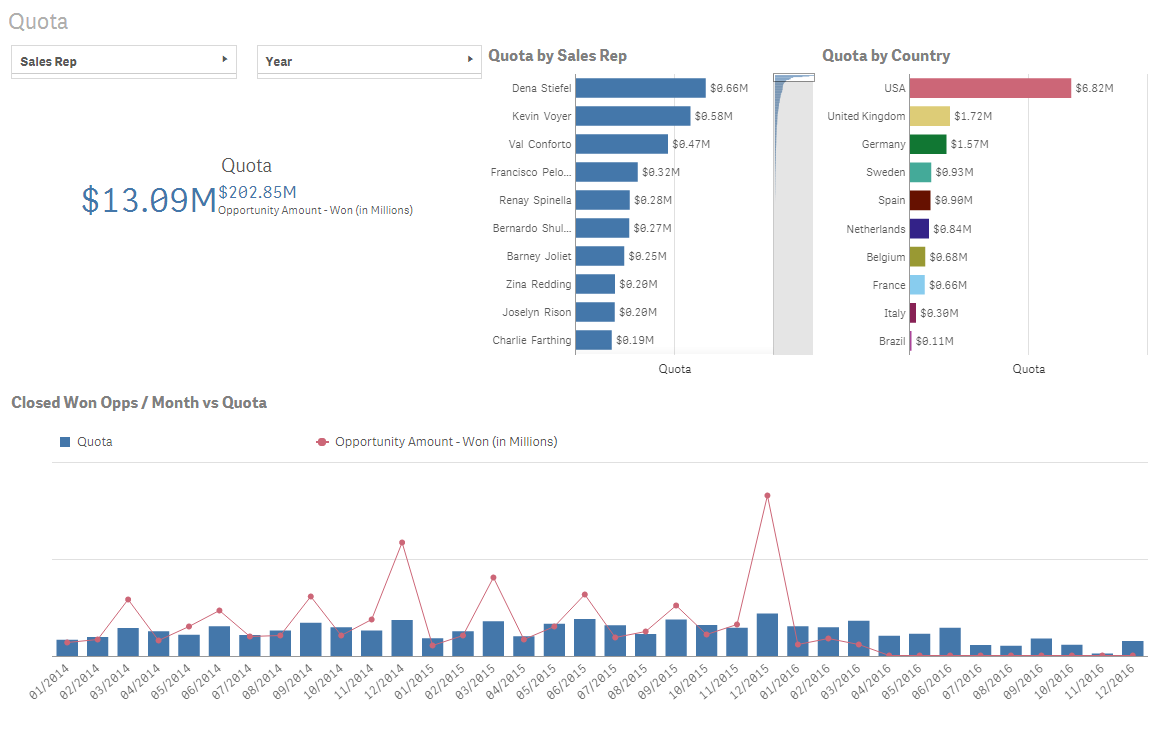 Quota
Sales Rep
Year
Quota
$13.09M
$202.85M
Opportunity Amount - Won (in Millions)
Quota by Sales Rep
Dena Stiefel $0.66M
Kevin Voyer $0.58M
Val Conforto $0.47M
Francisco Pelo... $0.32M
Renay Spinella $0.28M
Bernardo Shul... $0.27M
Barney Joliet $0.25M
Zina Redding $0.20M
Joselyn Rison $0.20M
Charlie Farthing $0.19M
Quota
Quota by Country
USA $6.82M
United Kingdom $1.72M
Germany $1.57M
Sweden $0.93M
Spain $0.90M
Netherlands $0.84M
Belgium $0.68M
France $0.66M
Italy $0.30M
Brazil $0.11M
Quota
Closed Won Opps / Month vs Quota
Quota
Opportunity Amount - Won (in Millions)
01/2014 02/2014 03/2014 04/2014 05/2014 06/2014 07/2014 08/2014 09/2014 10/2014 11/2014 12/2014 01/2015 02/2015 03/2015 04/2015 05/2015 06/2015 07/2015 08/2015 09/2015 10/2015 11/2015 12/2015 01/2016 02/2016 03/2016 04/2016 05/2016 06/2016 07/2016 08/2016 09/2016 10/2016 11/2016 12/2016